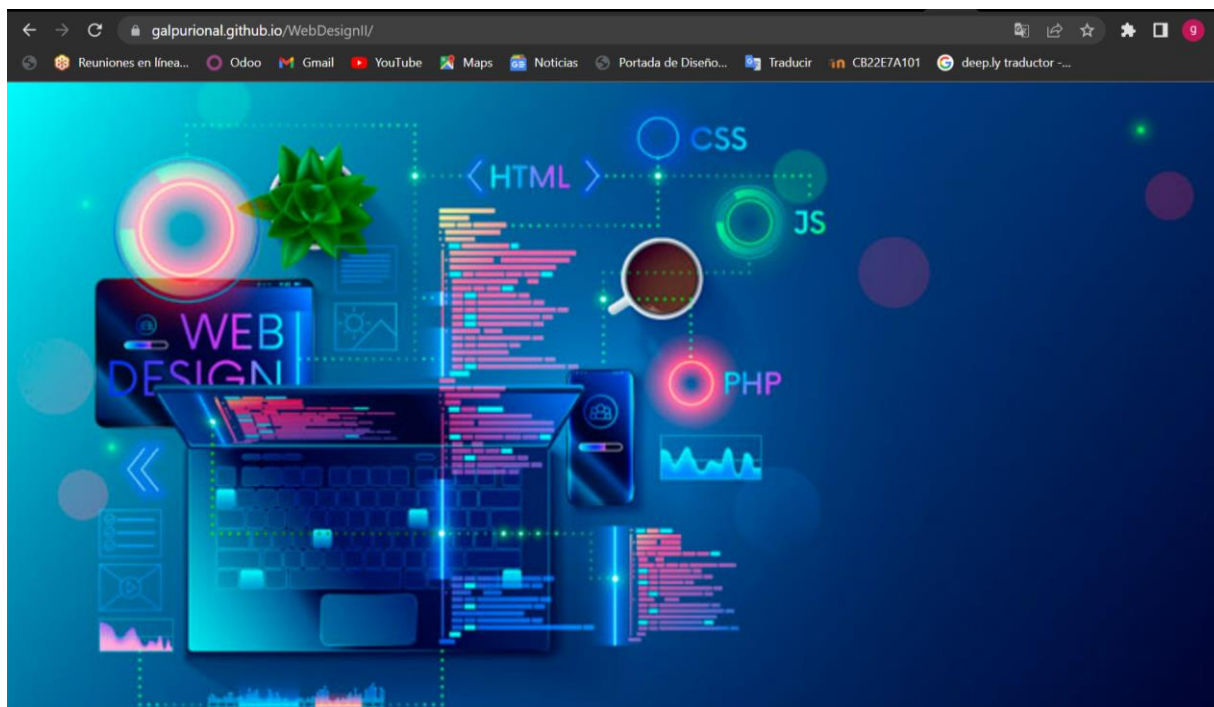 galpurional.github.io/WebDesignII/
g
Reuniones en línea... Odoo Gmail YouTube Maps GE Noticias Portada de Diseño... Traducir CB22E7A101 deep.ly traductor -...
CSS
HTML
JS
WEB
DESIGN
PHP